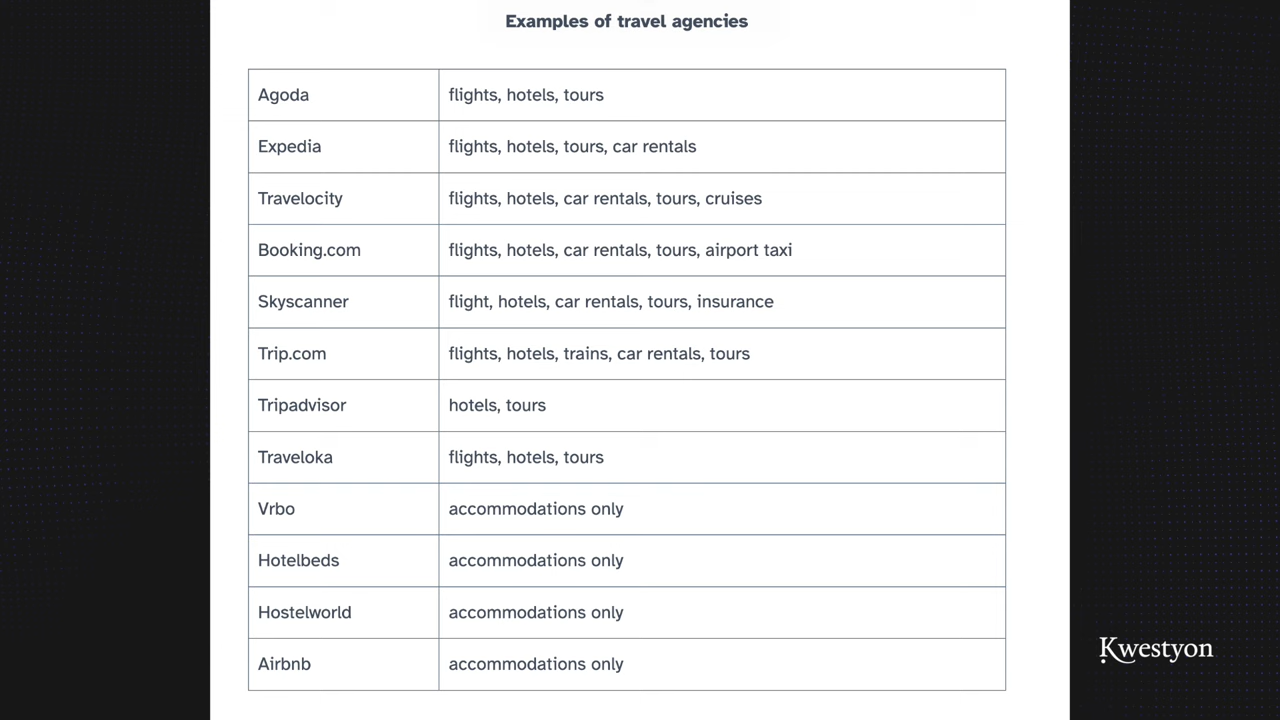 Examples of travel agencies
Agoda flights, hotels, tours
Expedia flights, hotels, tours, car rentals
Travelocity flights, hotels, car rentals, tours, cruises
Booking.com flights, hotels, car rentals, tours, airport taxi
Skyscanner flight, hotels, car rentals, tours, insurance
Trip.com flights, hotels, trains, car rentals, tours
Tripadvisor hotels, tours
Traveloka flights, hotels, tours
Vrbo accommodations only
Hotelbeds accommodations only
Hostelworld accommodations only
Airbnb accommodations only
Kwestyon